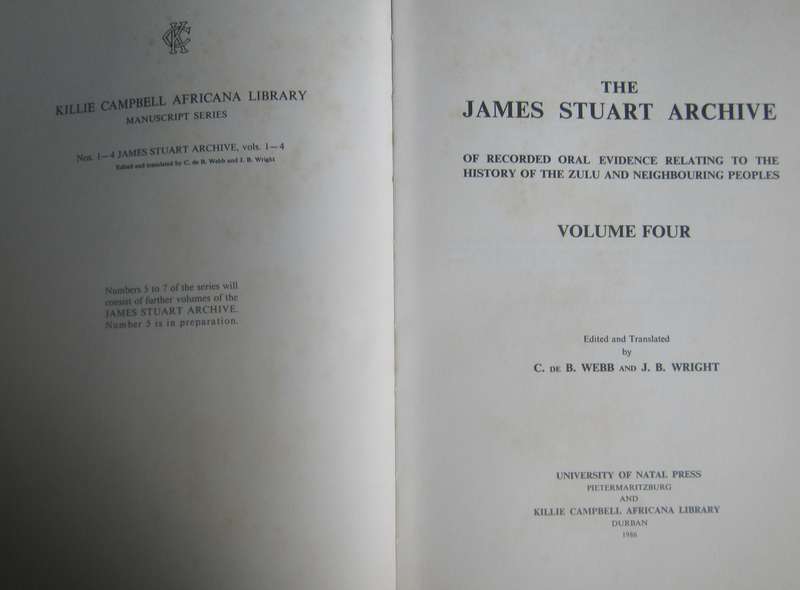 KILLIE CAMPBELL AFRICANA LIBRARY
MANUSCRIPT SERIES
Nos. 1—4 JAMES STUART ARCHIVE, vols. 1—4
Edited and translated by C. de B. Webb and J. B. Wright
Numbers 5 to 7 of the series will
consist of further volumes of the
JAMES STUART ARCHIVE.
Number 5 is in preparation.
THE
JAMES STUART ARCHIVE
OF RECORDED ORAL EVIDENCE RELATING TO THE
HISTORY OF THE ZULU AND NEIGHBOURING PEOPLES
VOLUME FOUR
Edited and Translated
by
C. DE B. WEBB AND J. B. WRIGHT
UNIVERSITY OF NATAL PRESS
PIETERMARITZBURG
AND
KILLIE CAMPBELL AFRICANA LIBRARY
DURBAN
1986